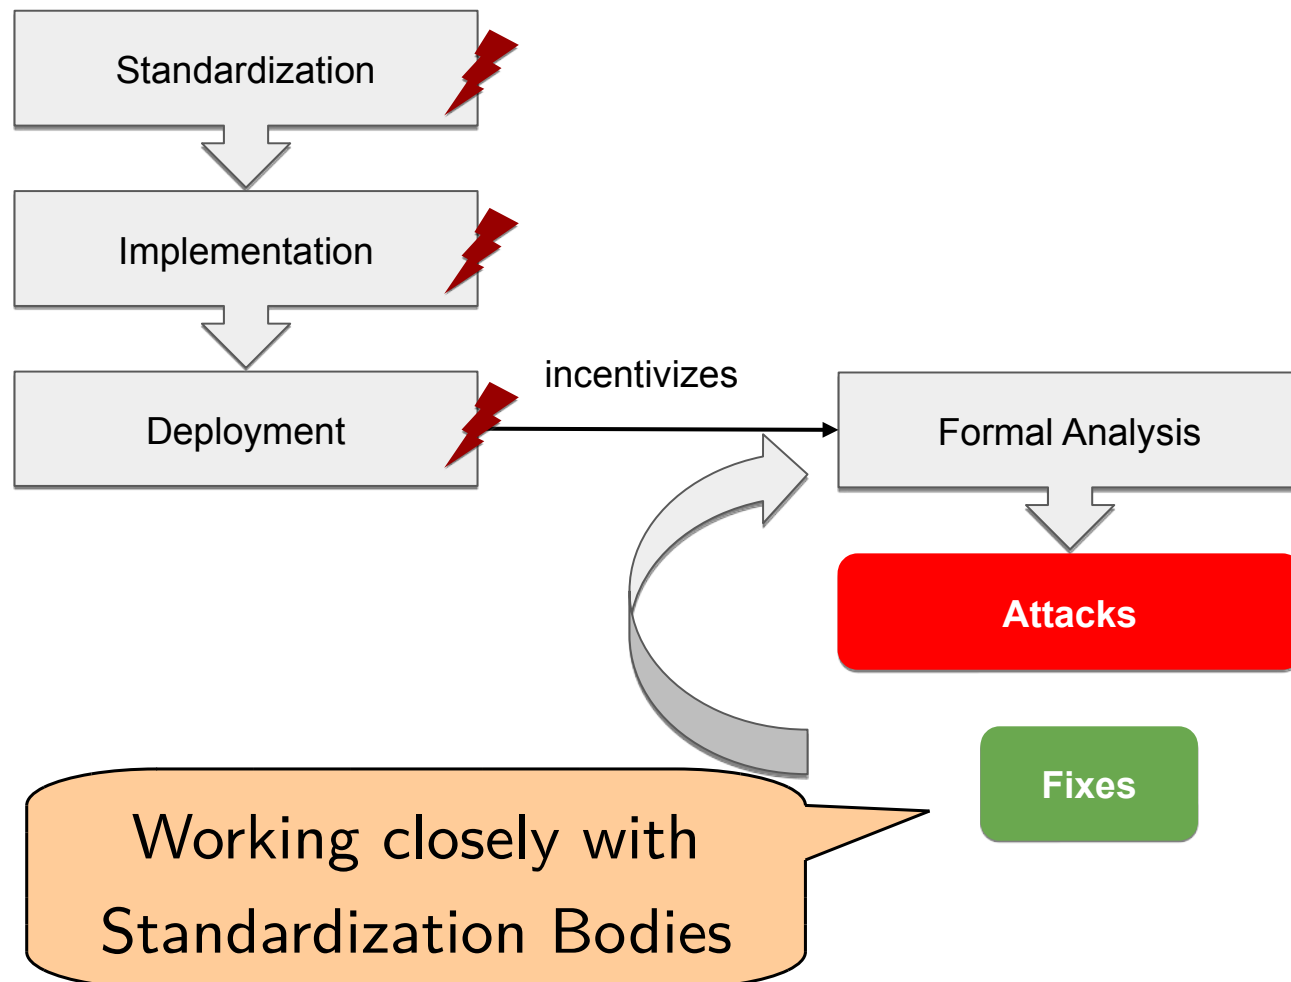 Standardization
Implementation
Deployment
incentivizes
Formal Analysis
Attacks
Fixes
Working closely with
Standardization Bodies